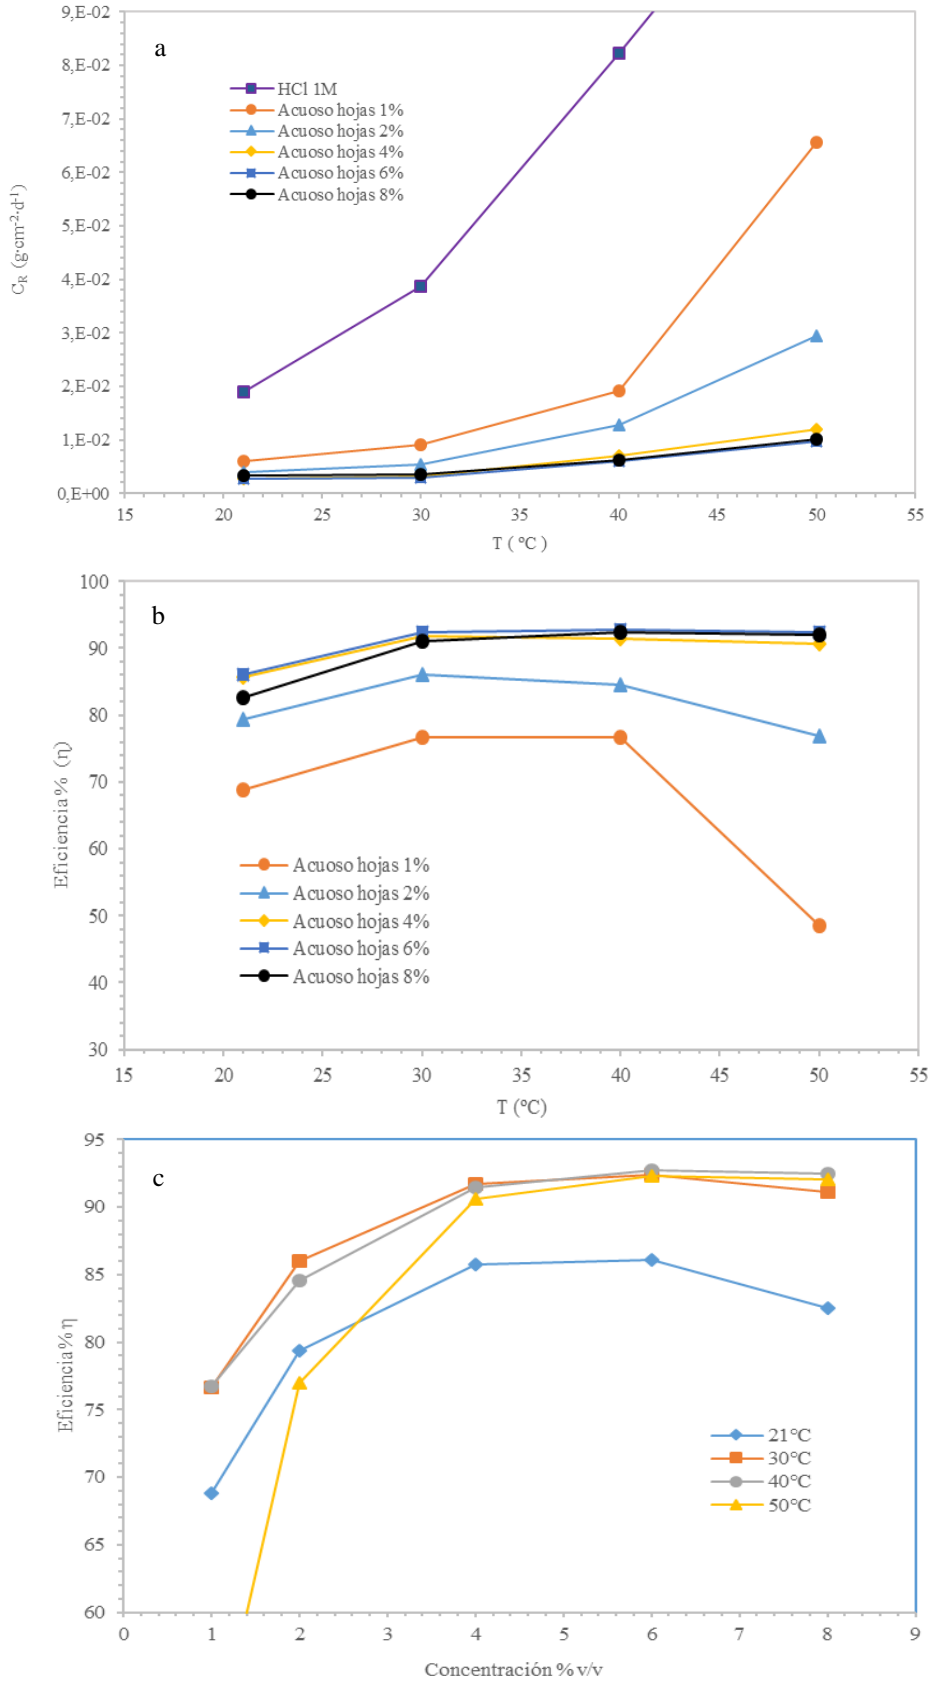 9,E-02
a
8,E-02
HCl 1M
Acuoso hojas 1%
7,E-02
Acuoso hojas 2%
Acuoso hojas 4%
6,E-02
Acuoso hojas 6%
Acuoso hojas 8%
5,E-02
C_R (g·cm⁻²·d⁻¹)
4,E-02
3,E-02
2,E-02
1,E-02
0,E+00
15 20 25 30 35 40 45 50 55
T ( ºC )
100
b
90
80
70
Eficiencia % (η)
60
Acuoso hojas 1%
Acuoso hojas 2%
50
Acuoso hojas 4%
Acuoso hojas 6%
40
Acuoso hojas 8%
30
15 20 25 30 35 40 45 50 55
T (ºC)
95
c
90
85
80
Eficiencia % η
75
21°C
30°C
70
40°C
50°C
65
60
0 1 2 3 4 5 6 7 8 9
Concentración % v/v